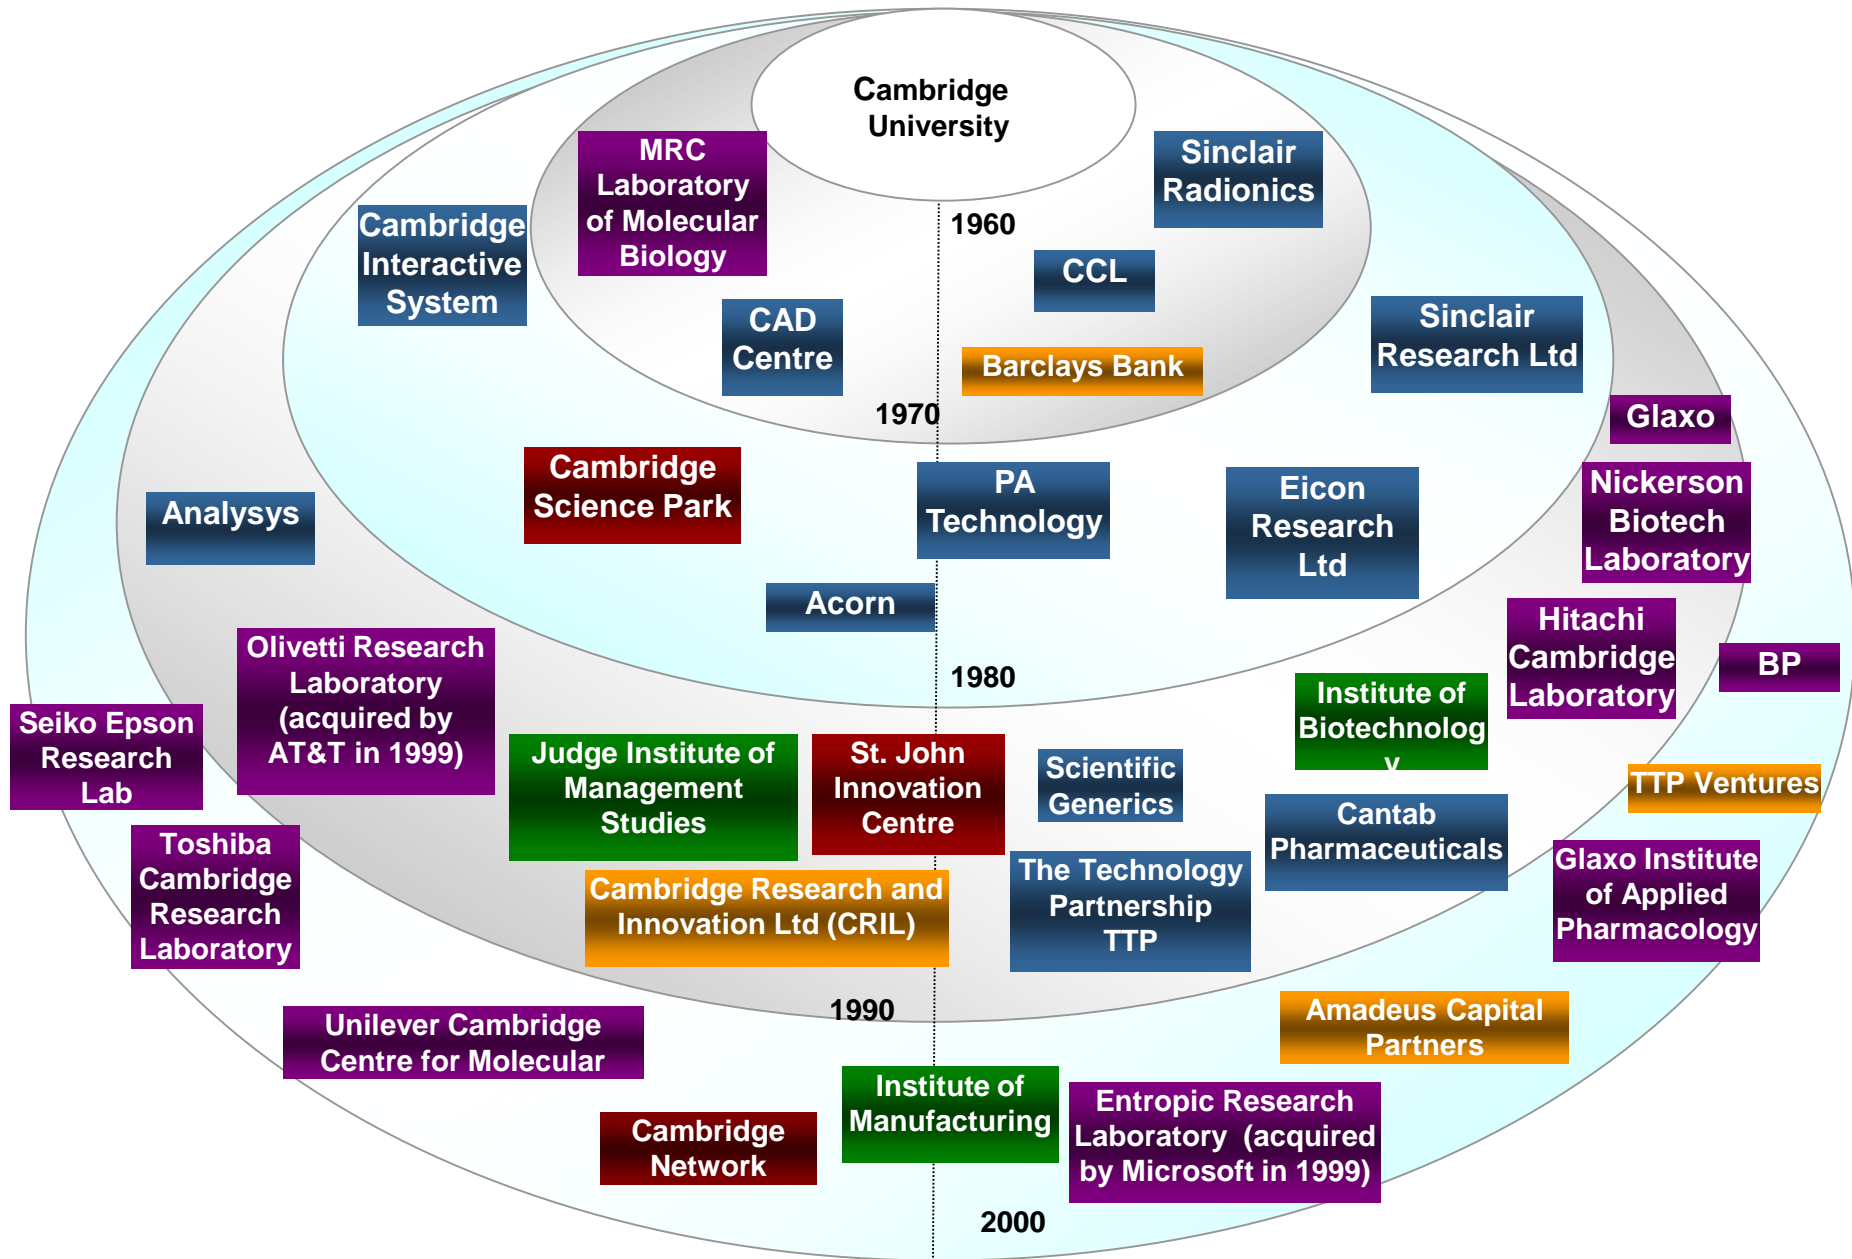 Cambridge
University
MRC
Laboratory
of Molecular
Biology
Sinclair
Radionics
Cambridge
Interactive
System
1960
CCL
CAD
Centre
Barclays Bank
Sinclair
Research Ltd
1970
Glaxo
Cambridge
Science Park
PA
Technology
Eicon
Research
Ltd
Nickerson
Biotech
Laboratory
Analysys
Acorn
Hitachi
Cambridge
Laboratory
BP
Olivetti Research
Laboratory
(acquired by
AT&T in 1999)
1980
Institute of
Biotechnolog
y
Seiko Epson
Research
Lab
Judge Institute of
Management
Studies
St. John
Innovation
Centre
Scientific
Generics
TTP Ventures
Cantab
Pharmaceuticals
Toshiba
Cambridge
Research
Laboratory
Cambridge Research and
Innovation Ltd (CRIL)
The Technology
Partnership
TTP
Glaxo Institute
of Applied
Pharmacology
1990
Unilever Cambridge
Centre for Molecular
Amadeus Capital
Partners
Institute of
Manufacturing
Entropic Research
Laboratory (acquired
by Microsoft in 1999)
Cambridge
Network
2000